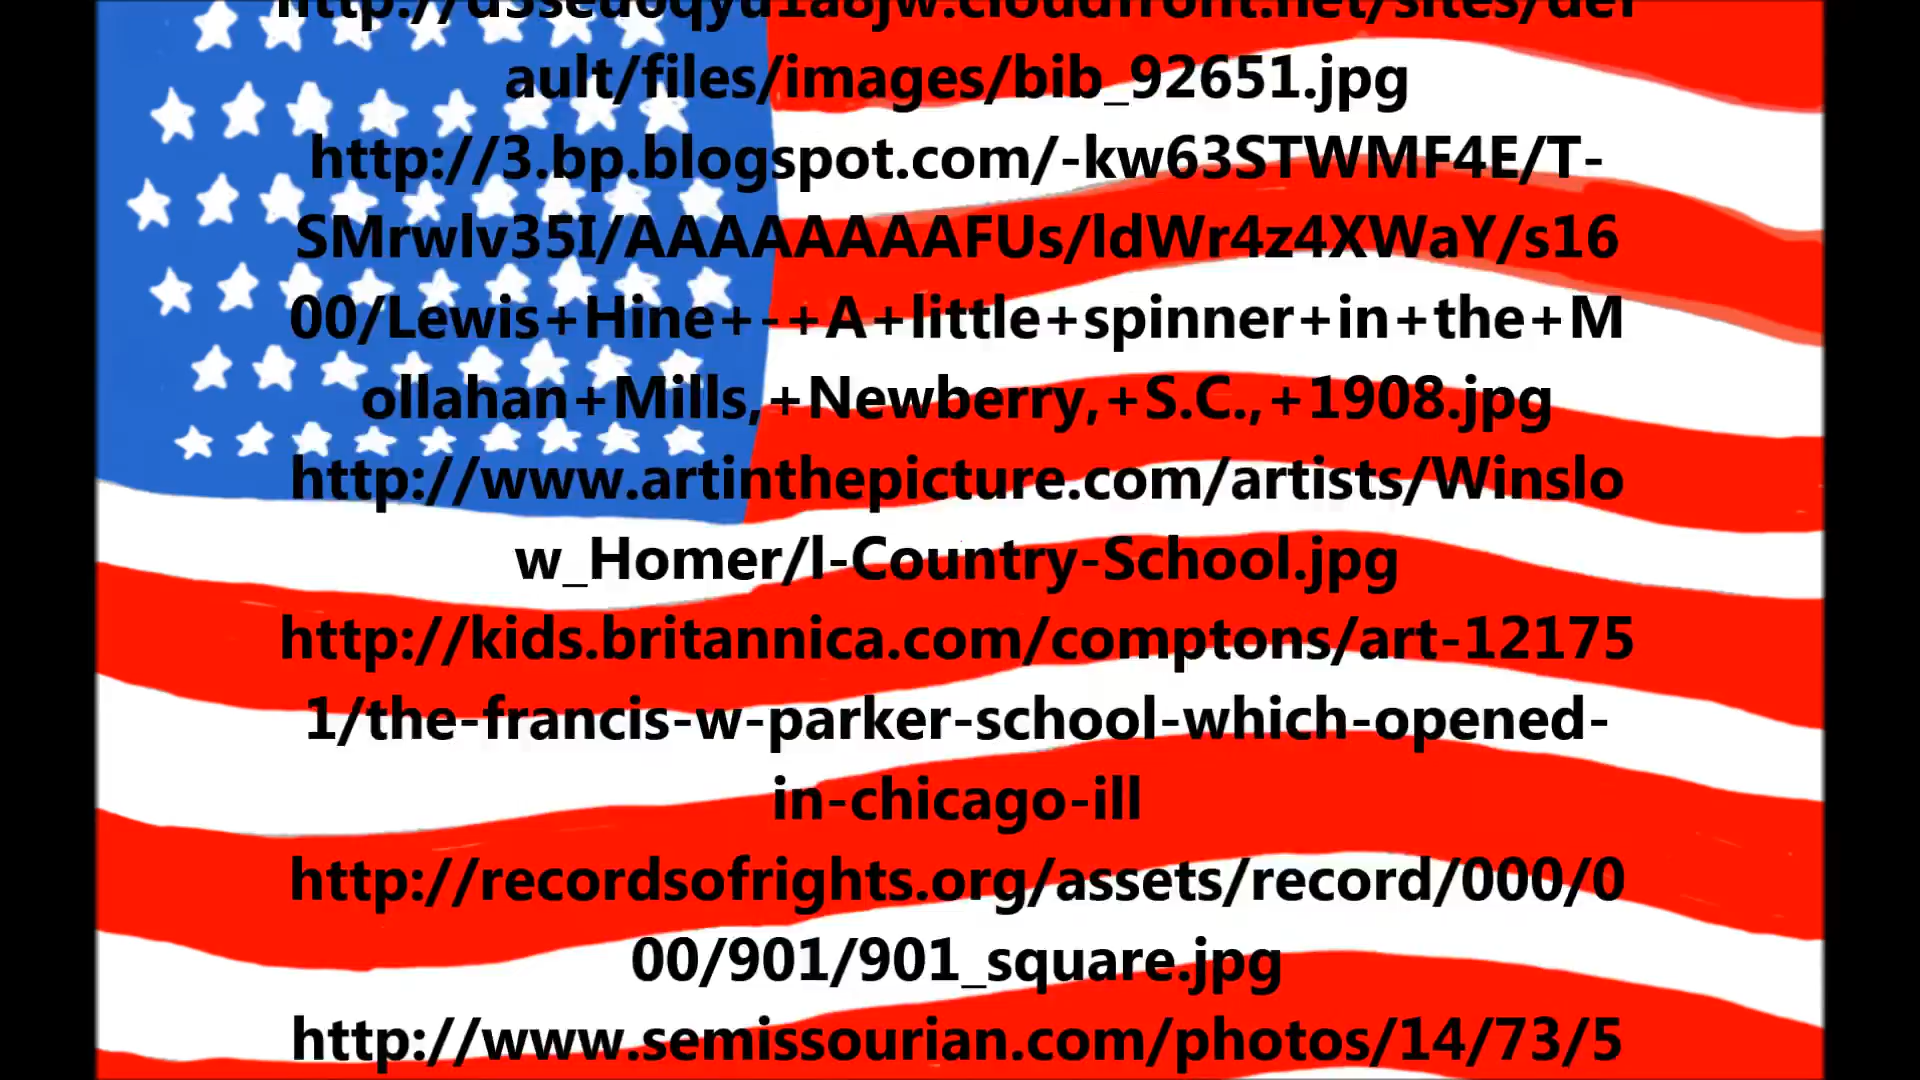 ault/files/images/bib_92651.jpg
http://3.bp.blogspot.com/-kw63STWMF4E/T-
SMrwlv35I/AAAAAAAAFUs/ldWr4z4XWaY/s16
00/Lewis+Hine+-+A+little+spinner+in+the+M
ollahan+Mills,+Newberry,+S.C.,+1908.jpg
http://www.artinthepicture.com/artists/Winslo
w_Homer/l-Country-School.jpg
http://kids.britannica.com/comptons/art-12175
1/the-francis-w-parker-school-which-opened-
in-chicago-ill
http://recordsofrights.org/assets/record/000/0
00/901/901_square.jpg
http://www.semissourian.com/photos/14/73/5